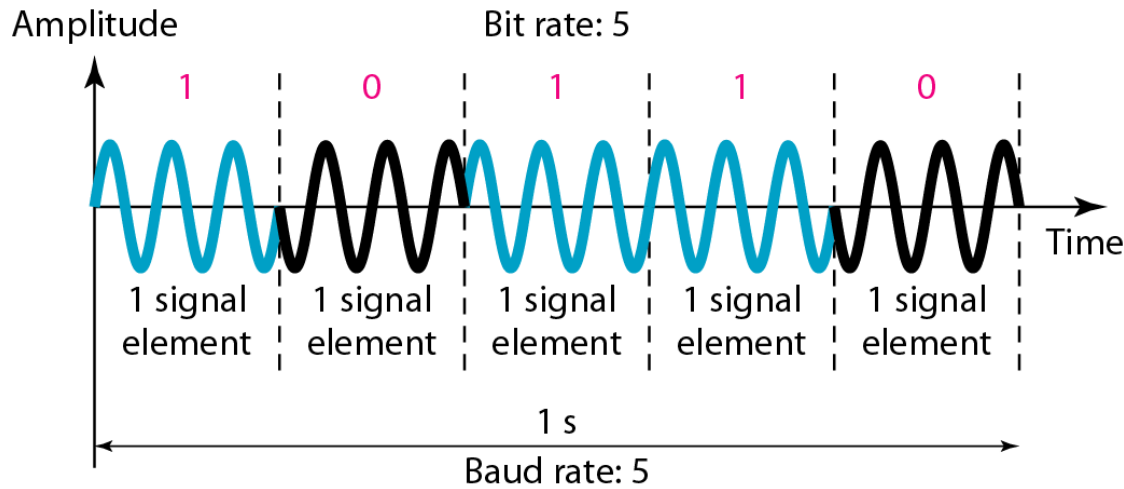 Amplitude
Bit rate: 5
1 0 1 1 0
Time
1 signal 1 signal 1 signal 1 signal 1 signal
element element element element element
1 s
Baud rate: 5